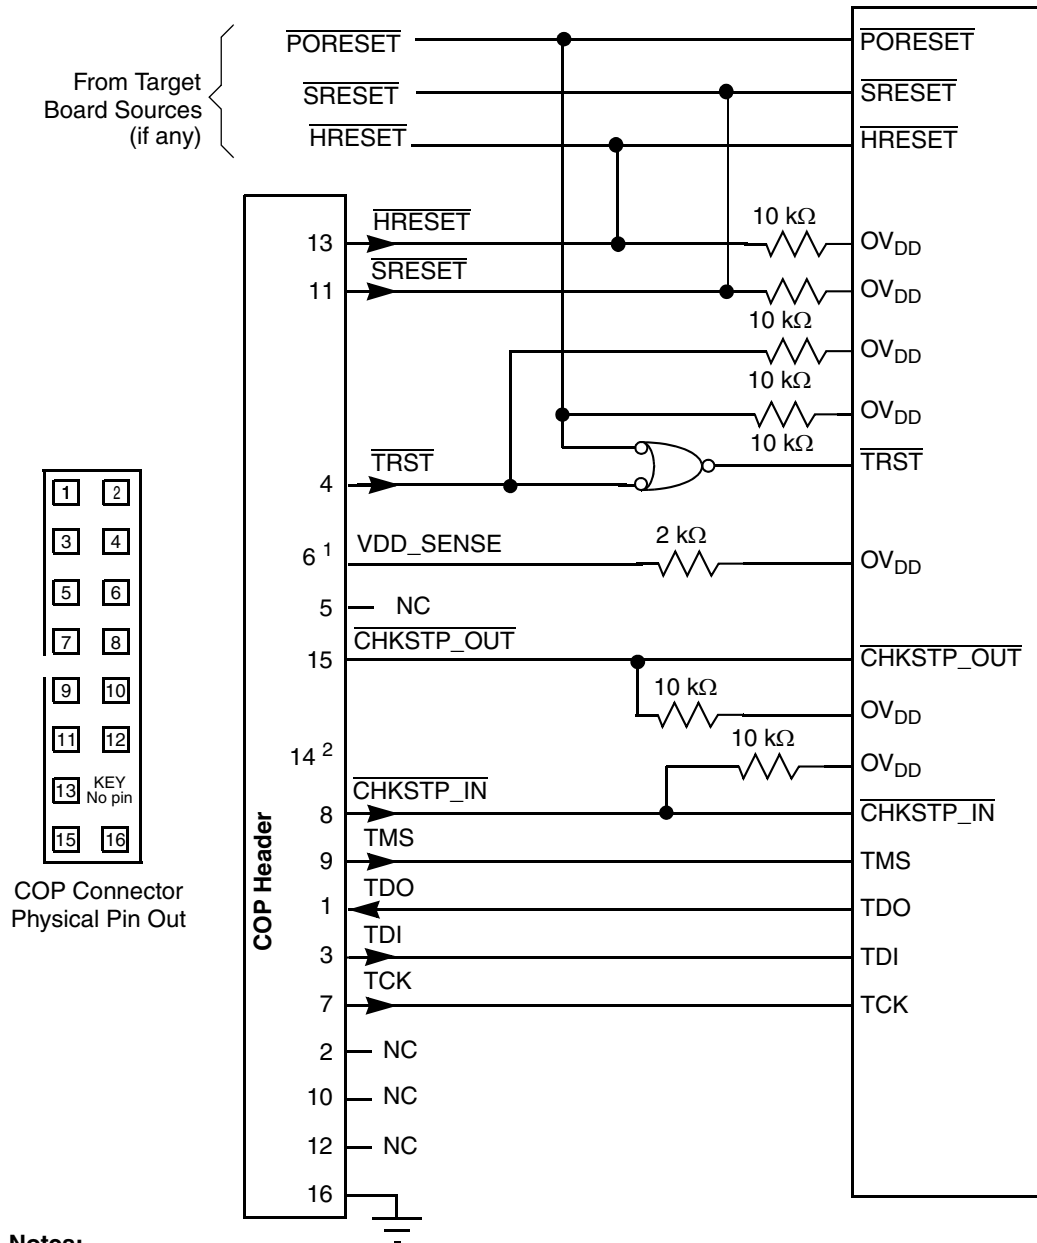 PORESET
PORESET
From Target
Board Sources
(if any)
SRESET
SRESET
HRESET
HRESET
10 kΩ
13
HRESET
OVDD
11
SRESET
OVDD
10 kΩ
OVDD
10 kΩ
OVDD
10 kΩ
4
TRST
TRST
6 1
VDD_SENSE
2 kΩ
OVDD
5
NC
15
CHKSTP_OUT
CHKSTP_OUT
10 kΩ
OVDD
14 2
10 kΩ
OVDD
8
CHKSTP_IN
CHKSTP_IN
9
TMS
TMS
1
TDO
TDO
3
TDI
TDI
7
TCK
TCK
2
NC
10
NC
12
NC
16
COP Header
1 2
3 4
5 6
7 8
9 10
11 12
13 KEY
No pin
15 16
COP Connector
Physical Pin Out
Notes: